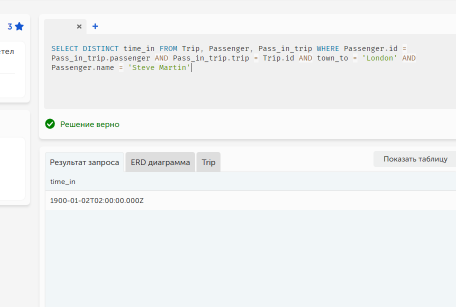 3
тел
× +
SELECT DISTINCT time_in FROM Trip, Passenger, Pass_in_trip WHERE Passenger.id =
Pass_in_trip.passenger AND Pass_in_trip.trip = Trip.id AND town_to = 'London' AND
Passenger.name = 'Steve Martin'
Решение верно
Результат запроса ERD диаграмма Trip Показать таблицу
time_in
1900-01-02T02:00:00.000Z